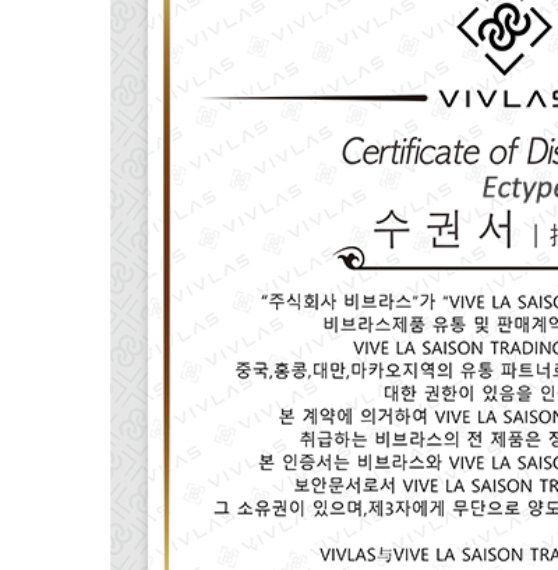 VIVLAS
Certificate of Dis
Ectype
수 권 서 |
"주식회사 비브라스"가 "VIVE LA SAISO
비브라스제품 유통 및 판매계약
VIVE LA SAISON TRADING
중국,홍콩,대만,마카오지역의 유통 파트너로
대한 권한이 있음을 인
본 계약에 의거하여 VIVE LA SAISON
취급하는 비브라스의 전 제품은 정
본 인증서는 비브라스와 VIVE LA SAISO
보안문서로서 VIVE LA SAISON TR
그 소유권이 있으며,제3자에게 무단으로 양도
VIVLAS与VIVE LA SAISON TRA